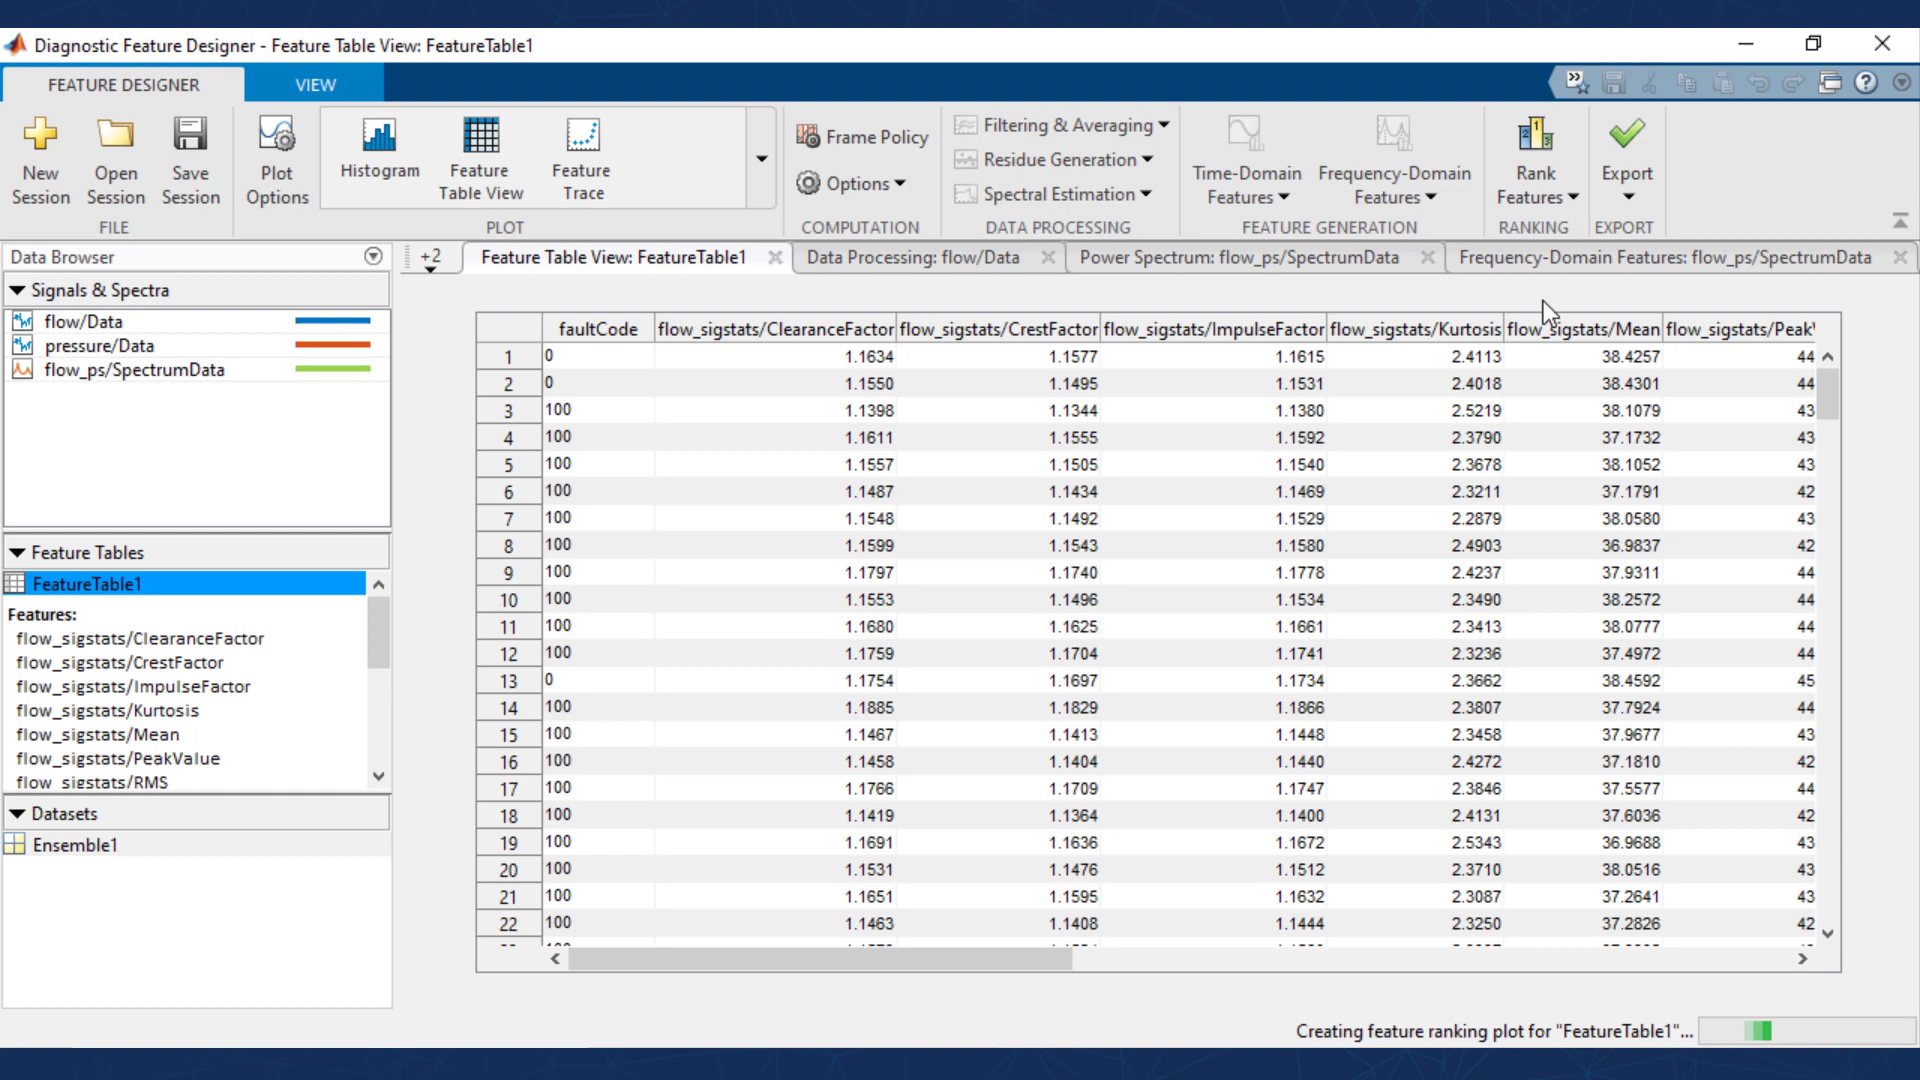 Diagnostic Feature Designer - Feature Table View: FeatureTable1
FEATURE DESIGNER
VIEW
New Session
Open Session
Save Session
FILE
Plot Options
Histogram
Feature Table View
Feature Trace
PLOT
Frame Policy
Options
COMPUTATION
Filtering & Averaging
Residue Generation
Spectral Estimation
DATA PROCESSING
Time-Domain Features
Frequency-Domain Features
FEATURE GENERATION
Rank Features
RANKING
Export
EXPORT
Data Browser
+2
Feature Table View: FeatureTable1
Data Processing: flow/Data
Power Spectrum: flow_ps/SpectrumData
Frequency-Domain Features: flow_ps/SpectrumData
Signals & Spectra
flow/Data
pressure/Data
flow_ps/SpectrumData
Feature Tables
FeatureTable1
Features:
flow_sigstats/ClearanceFactor
flow_sigstats/CrestFactor
flow_sigstats/ImpulseFactor
flow_sigstats/Kurtosis
flow_sigstats/Mean
flow_sigstats/PeakValue
flow_sigstats/RMS
Datasets
Ensemble1
faultCode flow_sigstats/ClearanceFactor flow_sigstats/CrestFactor flow_sigstats/ImpulseFactor flow_sigstats/Kurtosis flow_sigstats/Mean flow_sigstats/Peak
1 0 1.1634 1.1577 1.1615 2.4113 38.4257 44
2 0 1.1550 1.1495 1.1531 2.4018 38.4301 44
3 100 1.1398 1.1344 1.1380 2.5219 38.1079 43
4 100 1.1611 1.1555 1.1592 2.3790 37.1732 43
5 100 1.1557 1.1505 1.1540 2.3678 38.1052 43
6 100 1.1487 1.1434 1.1469 2.3211 37.1791 42
7 100 1.1548 1.1492 1.1529 2.2879 38.0580 43
8 100 1.1599 1.1543 1.1580 2.4903 36.9837 42
9 100 1.1797 1.1740 1.1778 2.4237 37.9311 44
10 100 1.1553 1.1496 1.1534 2.3490 38.2572 44
11 100 1.1680 1.1625 1.1661 2.3413 38.0777 44
12 100 1.1759 1.1704 1.1741 2.3236 37.4972 44
13 0 1.1754 1.1697 1.1734 2.3662 38.4592 45
14 100 1.1885 1.1829 1.1866 2.3807 37.7924 44
15 100 1.1467 1.1413 1.1448 2.3458 37.9677 43
16 100 1.1458 1.1404 1.1440 2.4272 37.1810 42
17 100 1.1766 1.1709 1.1747 2.3846 37.5577 44
18 100 1.1419 1.1364 1.1400 2.4131 37.6036 42
19 100 1.1691 1.1636 1.1672 2.5343 36.9688 43
20 100 1.1531 1.1476 1.1512 2.3710 38.0516 43
21 100 1.1651 1.1595 1.1632 2.3087 37.2641 43
22 100 1.1463 1.1408 1.1444 2.3250 37.2826 42
Creating feature ranking plot for "FeatureTable1"...